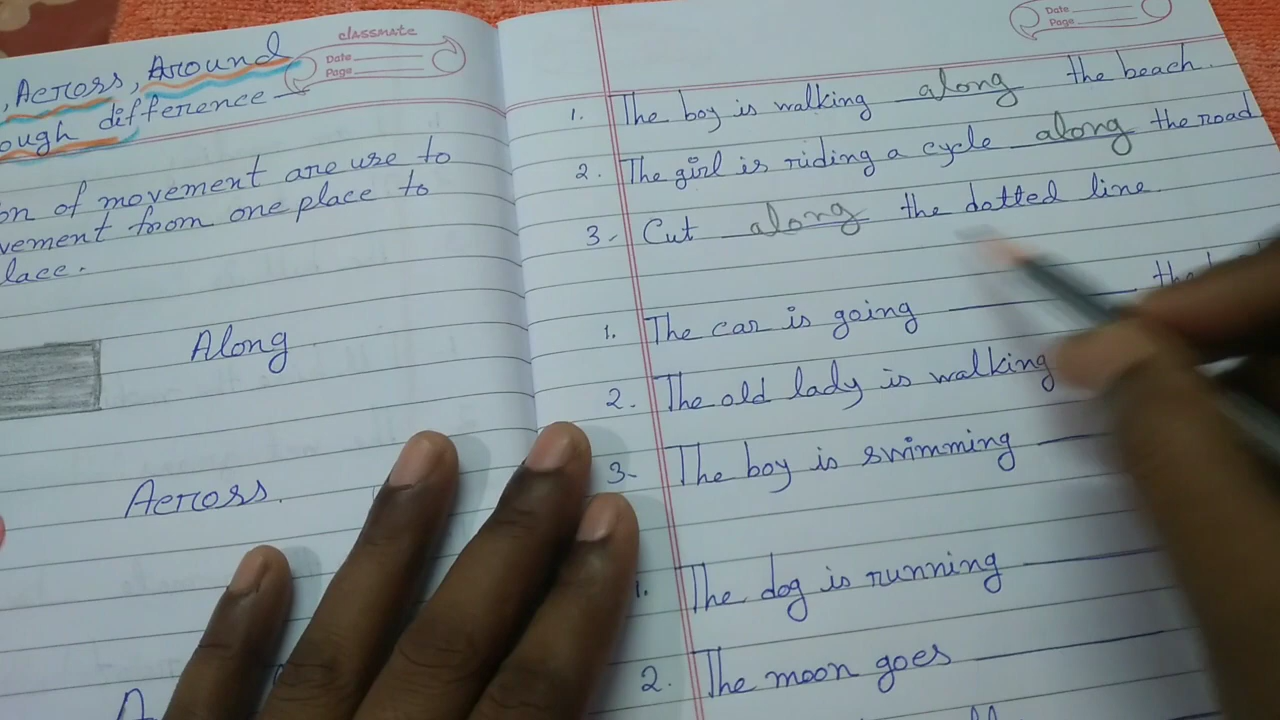 , Across, Around
ough difference
on of movement are use to
vement from one place to
lace.
Along
Across.
classmate
Date
Page
Date
Page
1. The boy is walking along the beach.
2. The girl is riding a cycle along the road
3. Cut along the dotted line.
1. The car is going
2. The old lady is walking
3- The boy is swimming
1. The dog is running
2. The moon goes